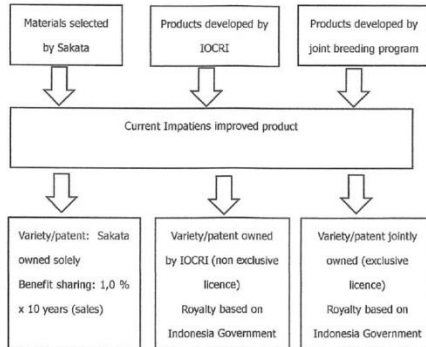 Materials selected
by Sakata
Products developed by
IOCRI
Products developed by
joint breeding program
Current Impatiens improved product
Variety/patent: Sakata
owned solely
Benefit sharing: 1,0 %
x 10 years (sales)
Variety/patent owned
by IOCRI (non exclusive
licence)
Royalty based on
Indonesia Government
Variety/patent jointly
owned (exclusive
licence)
Royalty based on
Indonesia Government